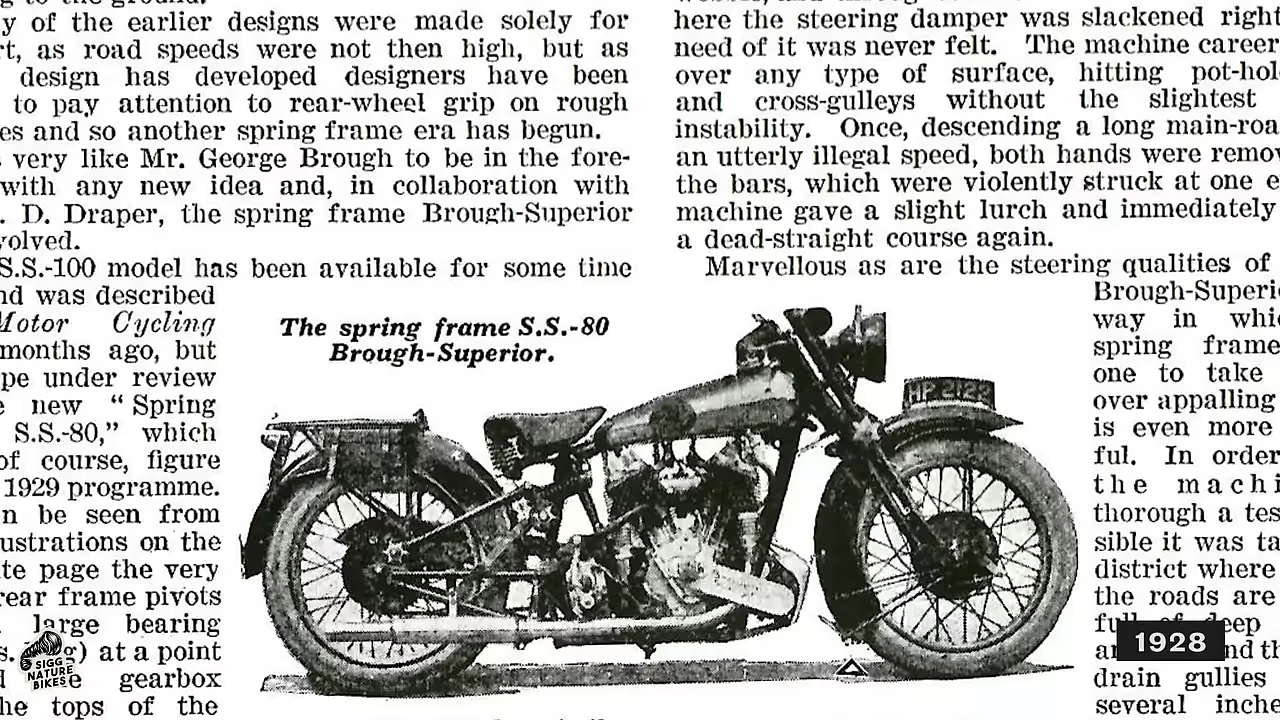 y of the earlier designs were made solely for
rt, as road speeds were not then high, but as
design has developed designers have been
to pay attention to rear-wheel grip on rough
es and so another spring frame era has begun.
very like Mr. George Brough to be in the fore-
with any new idea and, in collaboration with
. D. Draper, the spring frame Brough-Superior
volved.
S.S.-100 model has been available for some time
nd was described
Motor Cycling
months ago, but
pe under review
e new “Spring
S.S.-80,” which
of course, figure
1929 programme.
n be seen from
ustrations on the
te page the very
rear frame pivots
large bearing
at a point
gearbox
he tops of the
The spring frame S.S.-80
Brough-Superior.
HP 2122
here the steering damper was slackened right
need of it was never felt. The machine career
over any type of surface, hitting pot-hol
and cross-gulleys without the slightest
instability. Once, descending a long main-roa
an utterly illegal speed, both hands were remov
the bars, which were violently struck at one e
machine gave a slight lurch and immediately
a dead-straight course again.
Marvellous as are the steering qualities of
Brough-Superio
way in whic
spring frame
one to take
over appalling
is even more
ful. In order
the machi
thorough a tes
sible it was ta
district where
the roads are
full of deep
nd th
drain gullies
several inche
1928
SIGG
NATURE
BIKES